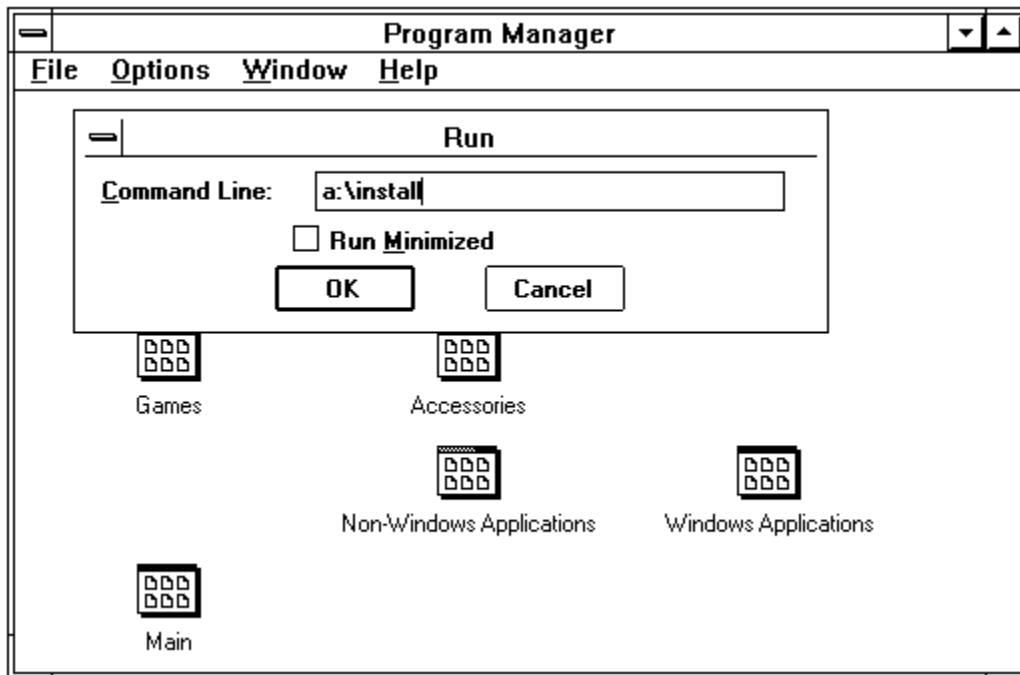 Program Manager
File Options Window Help
Run
Command Line: a:\install
Run Minimized
OK Cancel
Games Accessories
Non-Windows Applications Windows Applications
Main